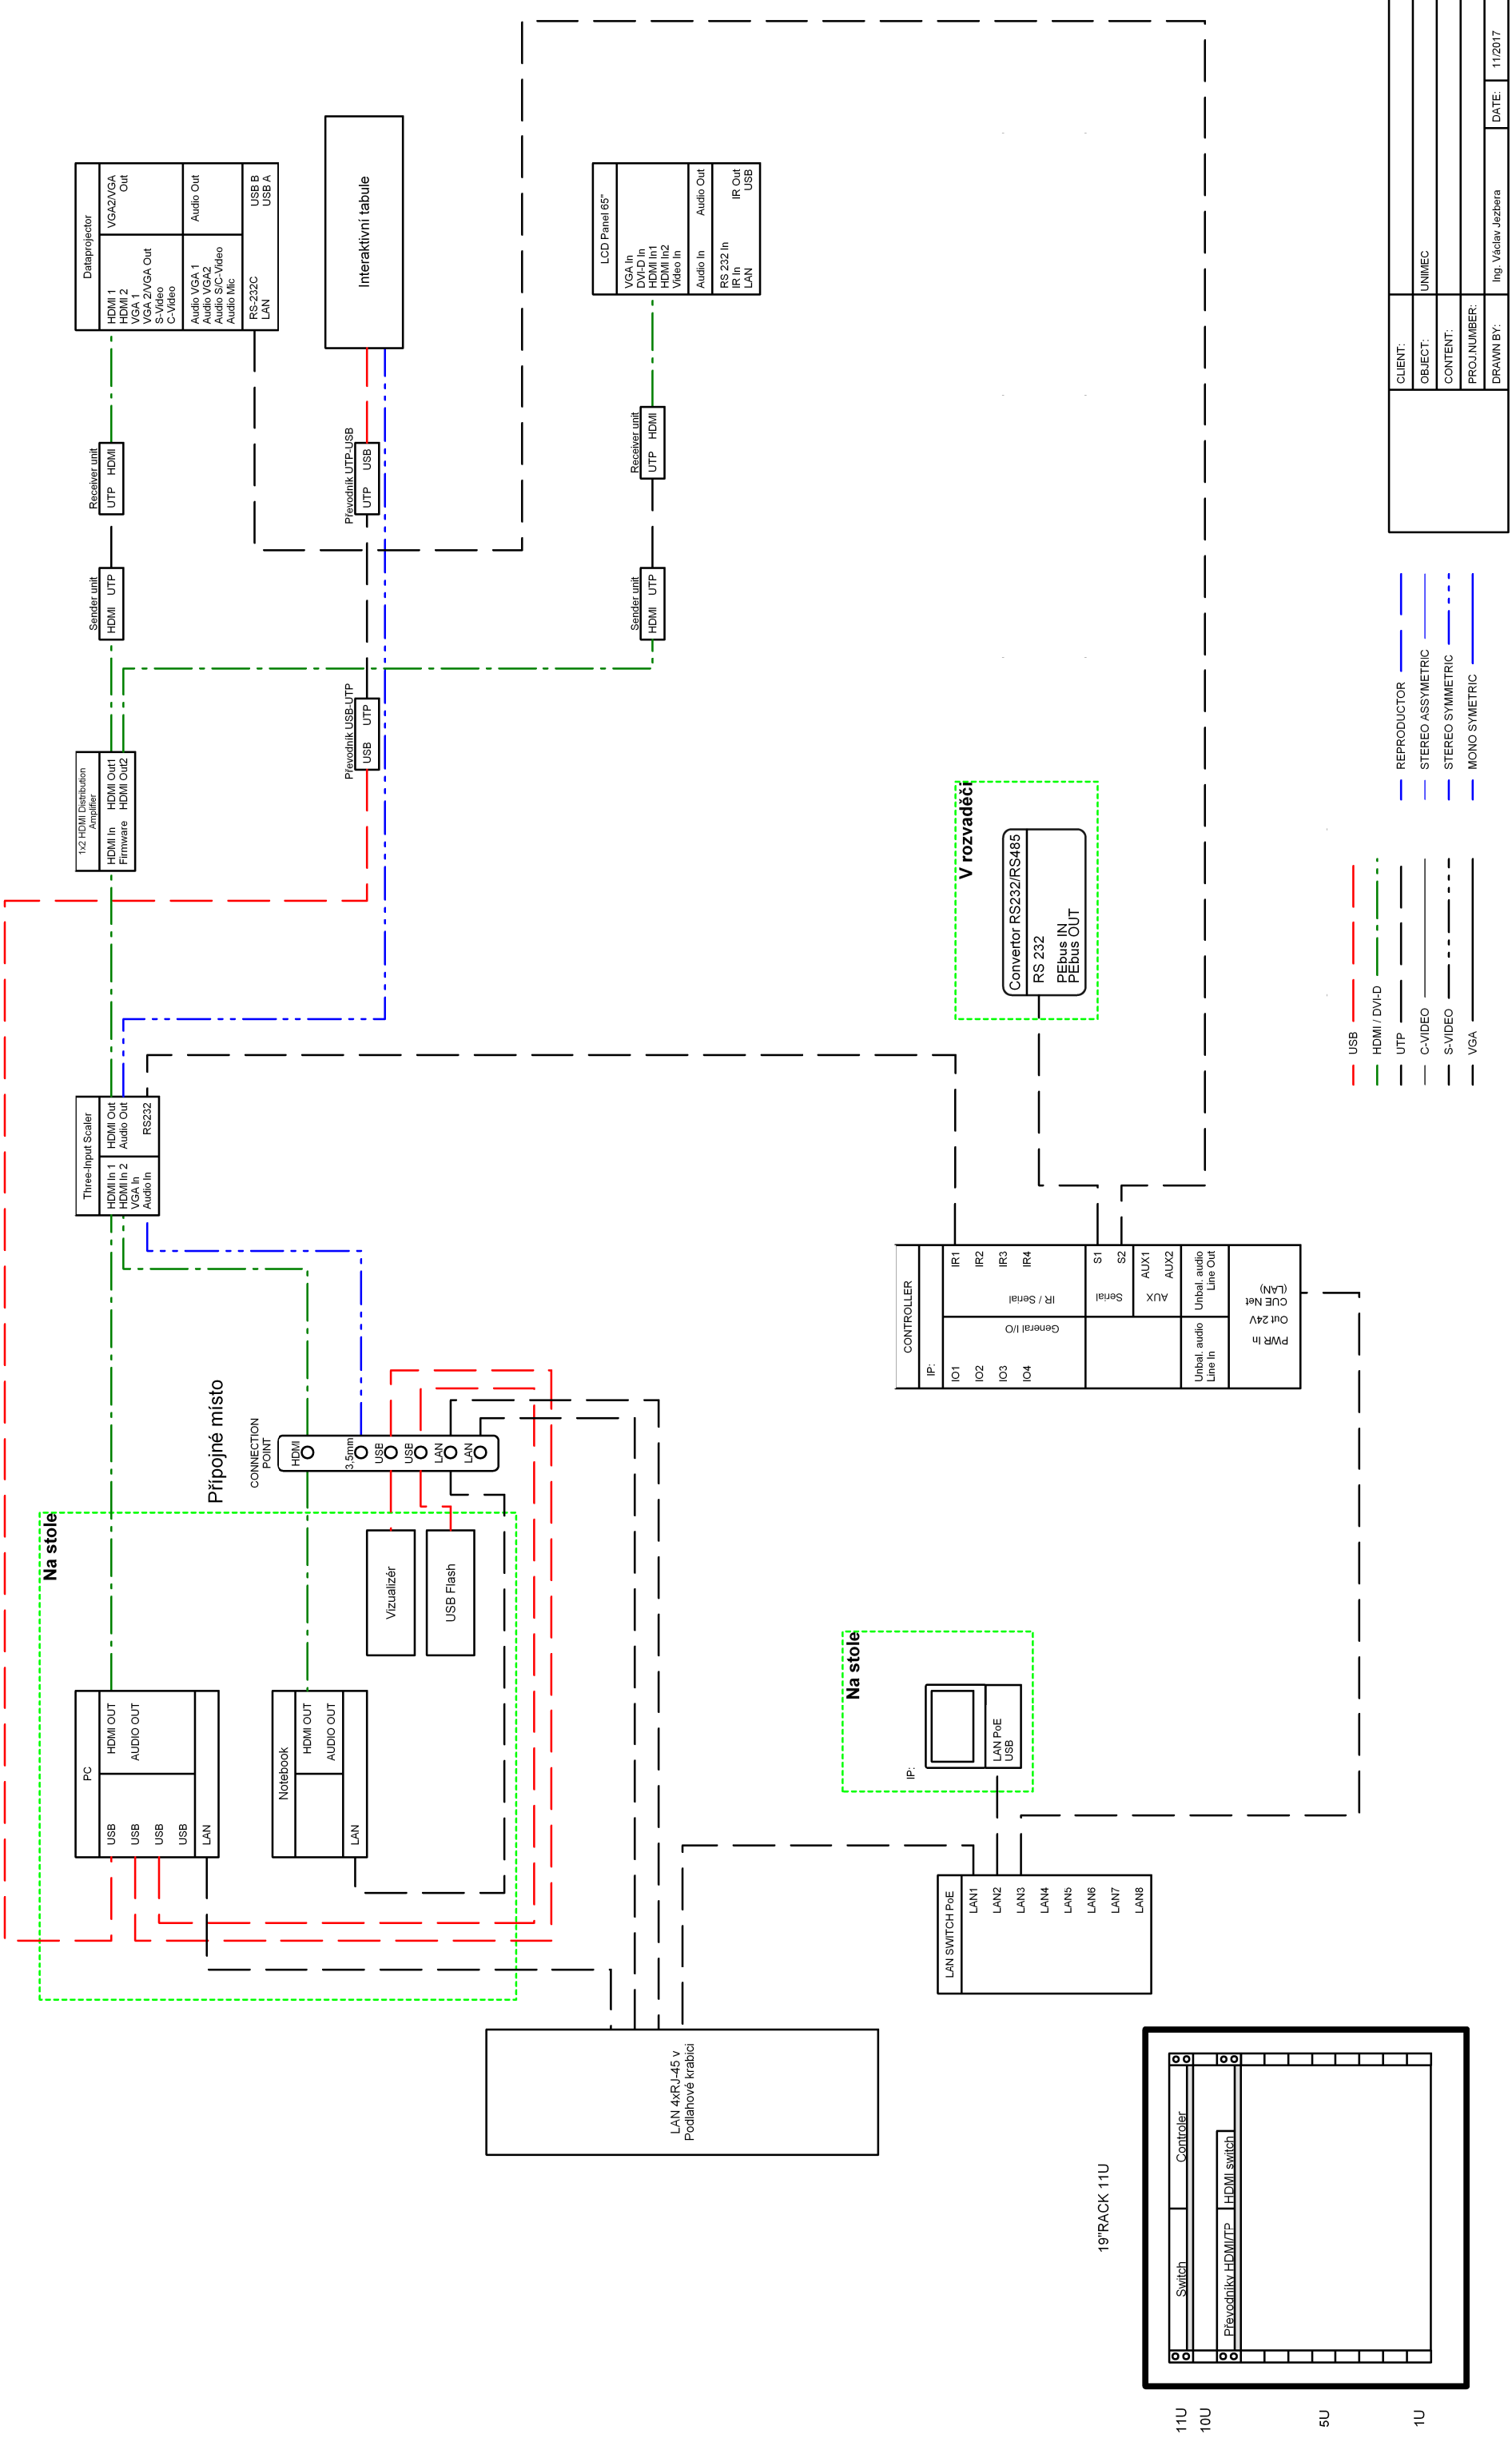 Na stole
PC
USB
USB
USB
USB
LAN
HDMI OUT
AUDIO OUT
Notebook
LAN
HDMI OUT
AUDIO OUT
Vizualizér
USB Flash
Přípojné místo
CONNECTION
POINT
HDMI
3,5mm
USB
USB
LAN
LAN
Three-Input Scaler
HDMI In 1
HDMI In 2
VGA In
Audio In
HDMI Out
Audio Out
RS232
1x2 HDMI Distribution
Amplifier
HDMI In HDMI Out1
Firmware HDMI Out2
Sender unit
HDMI UTP
Receiver unit
UTP HDMI
Dataprojector
HDMI 1
HDMI 2
VGA 1
VGA 2/VGA Out
S-Video
C-Video
VGA2/VGA
Out
Audio VGA 1
Audio VGA2
Audio S/C-Video
Audio Mic
Audio Out
RS-232C
LAN
USB B
USB A
Převodník USB-UTP
USB UTP
Převodník UTP-USB
UTP USB
Interaktivní tabule
Sender unit
HDMI UTP
Receiver unit
UTP HDMI
LCD Panel 65"
VGA In
DVI-D In
HDMI In1
HDMI In2
Video In
Audio In Audio Out
RS 232 In
IR In
LAN
IR Out
USB
LAN 4xRJ-45 v
Podlahové krabici
Na stole
IP:
LAN PoE
USB
LAN SWITCH PoE
LAN1
LAN2
LAN3
LAN4
LAN5
LAN6
LAN7
LAN8
CONTROLLER
IP:
IO1
IO2
IO3
IO4
General I/O
IR / Serial
IR1
IR2
IR3
IR4
Serial
S1
S2
AUX
AUX1
AUX2
Unbal. audio
Line In
Unbal. audio
Line Out
PWR In
Out 24V
CUE Net
(LAN)
V rozvaděči
Convertor RS232/RS485
RS 232
PEbus IN
PEbus OUT
19"RACK 11U
11U
10U
5U
1U
Switch
Controler
Převodníky HDMI/TP
HDMI switch
USB
HDMI / DVI-D
UTP
C-VIDEO
S-VIDEO
VGA
REPRODUCTOR
STEREO ASSYMETRIC
STEREO SYMMETRIC
MONO SYMETRIC
CLIENT:
OBJECT: UNIMEC
CONTENT:
PROJ.NUMBER:
DRAWN BY: Ing. Václav Jezbera DATE: 11/2017